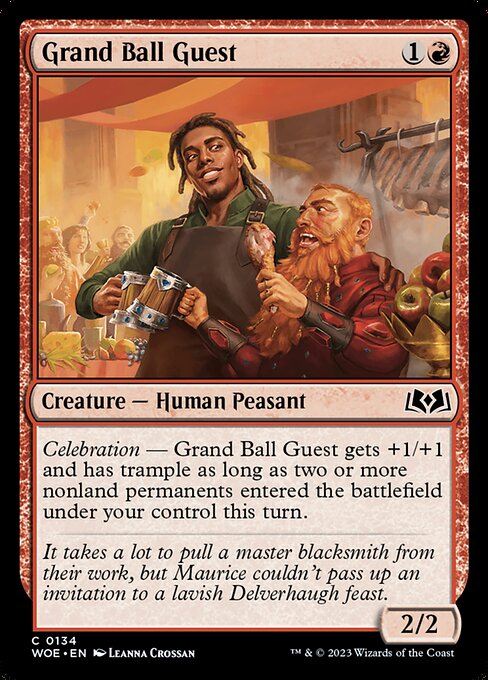 Grand Ball Guest 1
Creature — Human Peasant
Celebration — Grand Ball Guest gets +1/+1
and has trample as long as two or more
nonland permanents entered the battlefield
under your control this turn.
It takes a lot to pull a master blacksmith from
their work, but Maurice couldn't pass up an
invitation to a lavish Delverhaugh feast.
2/2
C 0134
WOE • EN Leanna Crossan
™ & © 2023 Wizards of the Coast